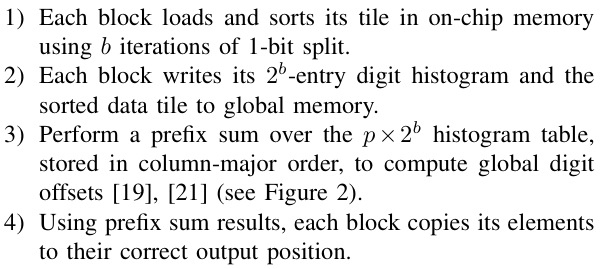 1) Each block loads and sorts its tile in on-chip memory
using b iterations of 1-bit split.
2) Each block writes its 2^b-entry digit histogram and the
sorted data tile to global memory.
3) Perform a prefix sum over the p × 2^b histogram table,
stored in column-major order, to compute global digit
offsets [19], [21] (see Figure 2).
4) Using prefix sum results, each block copies its elements
to their correct output position.